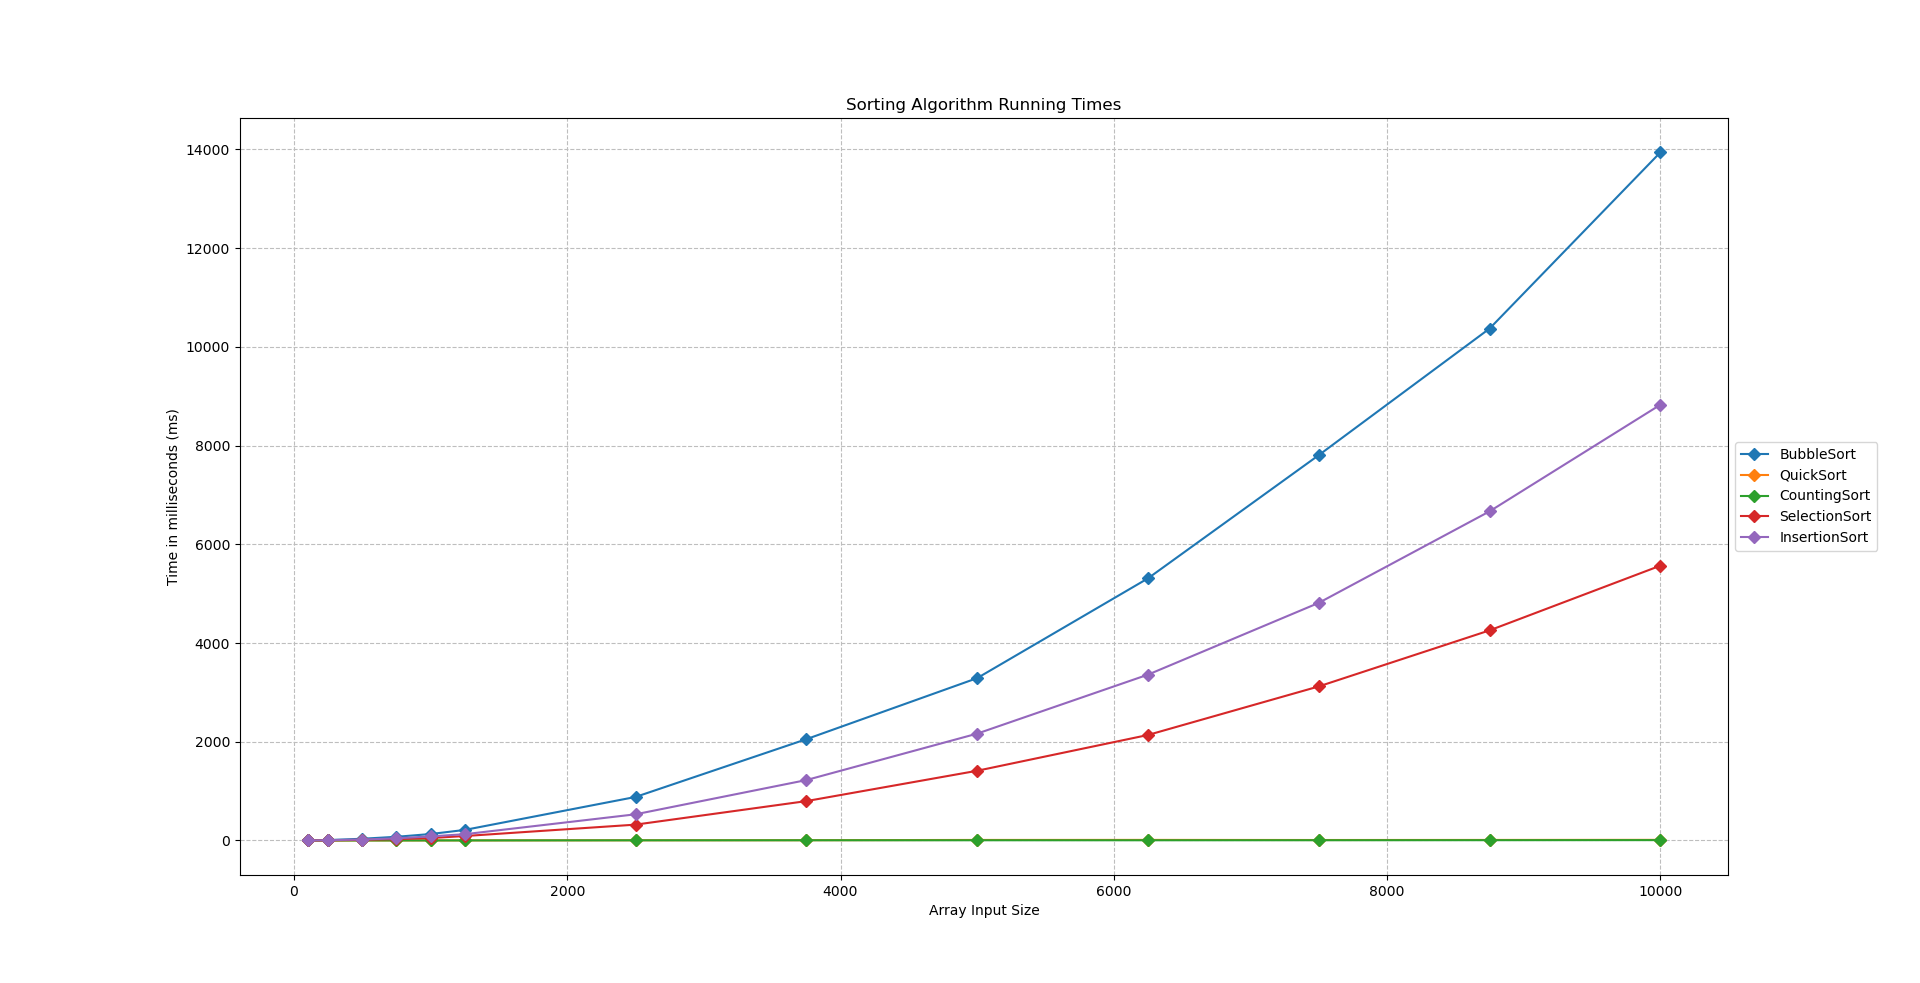 Sorting Algorithm Running Times
Time in milliseconds (ms)
14000
12000
10000
8000
6000
4000
2000
0
0 2000 4000 6000 8000 10000
Array Input Size
BubbleSort
QuickSort
CountingSort
SelectionSort
InsertionSort